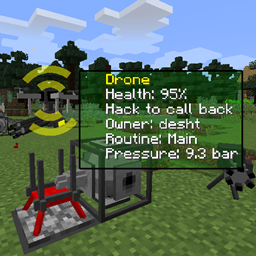 Drone
Health: 95%
Hack to call back
Owner: desht
Routine: Main
Pressure: 9.3 bar